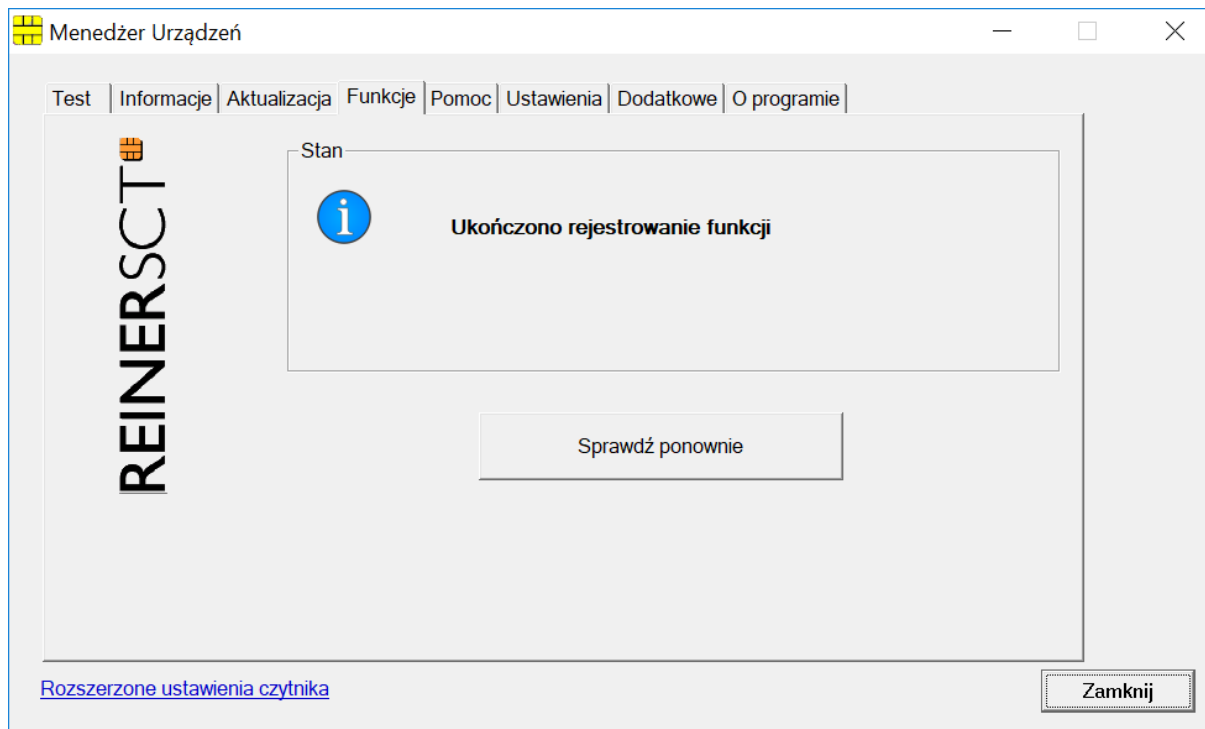 Menedżer Urządzeń
Test Informacje Aktualizacja Funkcje Pomoc Ustawienia Dodatkowe O programie
REINERSCT
Stan
Ukończono rejestrowanie funkcji
Sprawdź ponownie
Rozszerzone ustawienia czytnika
Zamknij